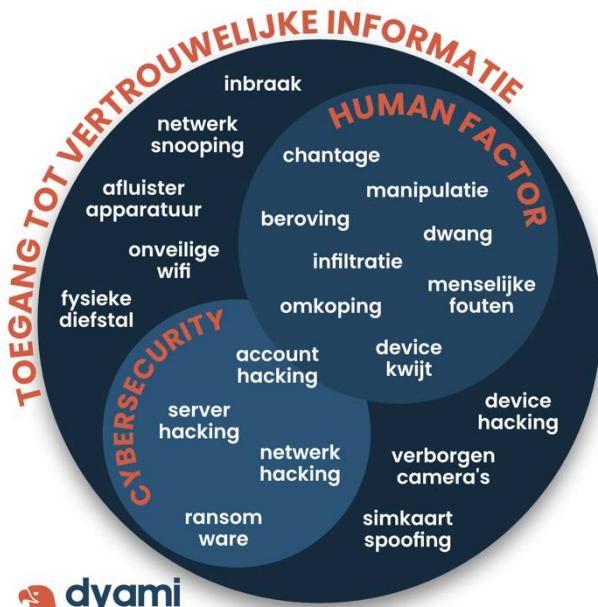 TOEGANG TOT VERTROUWELIJKE INFORMATIE
HUMAN FACTOR
inbraak
netwerk
snooping
chantage
manipulatie
afluister
apparatuur
beroving
dwang
onveilige
wifi
infiltratie
menselijke
fouten
fysieke
diefstal
omkoping
CYBERSECURITY
account
hacking
device
kwijt
server
hacking
device
hacking
netwerk
hacking
verborgen
camera's
ransom
ware
simkaart
spoofing
dyami